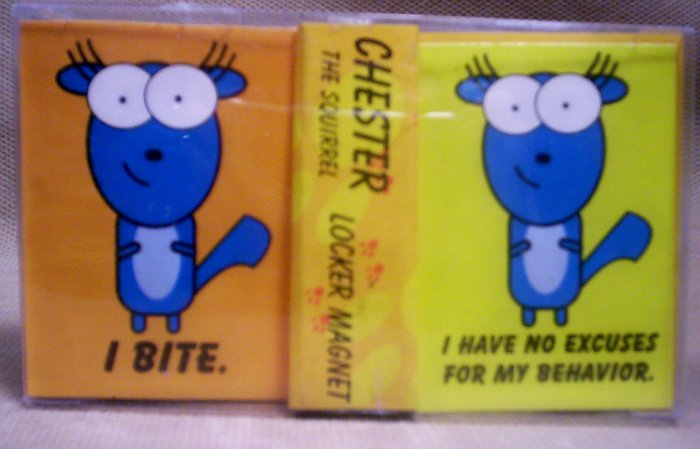 I BITE.
CHESTER
THE SQUIRREL
LOCKER MAGNET
I HAVE NO EXCUSES
FOR MY BEHAVIOR.